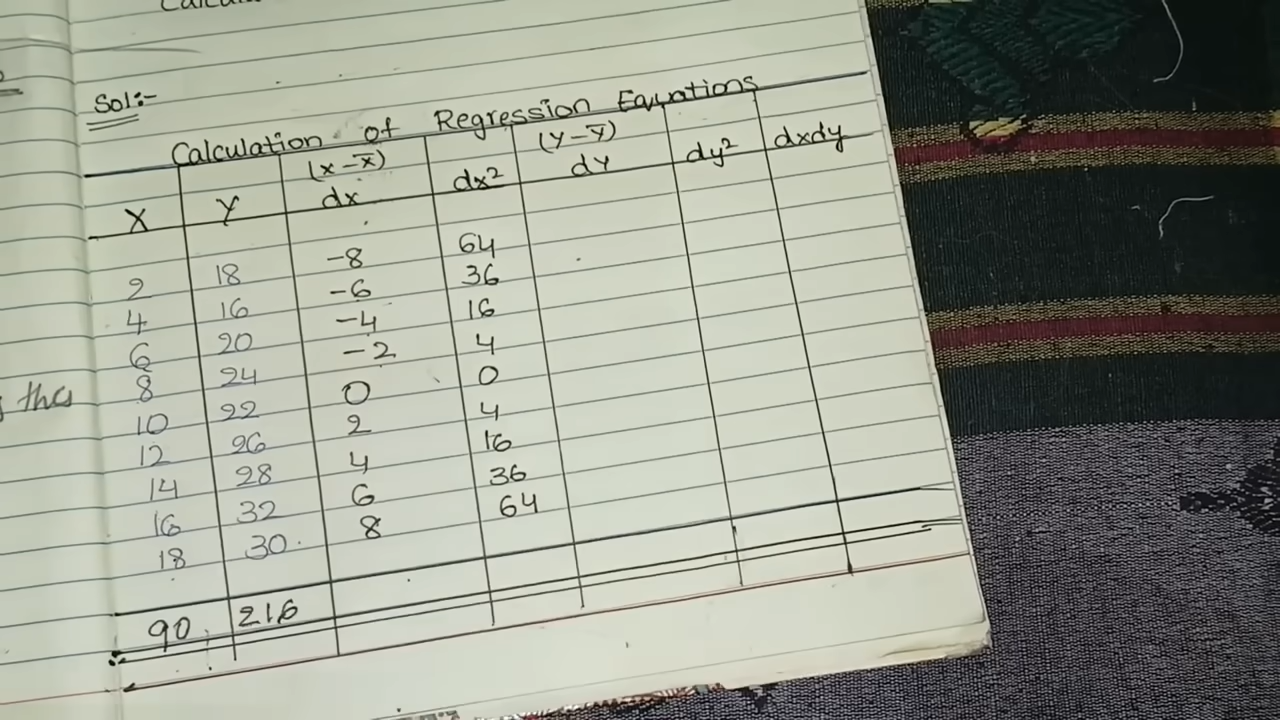 Sol:-
Calculation of Regression Equations
X Y (x-x̅) dx dx² (y-y̅) dy dy² dxdy
2 18 -8 64
4 16 -6 36
6 20 -4 16
8 24 -2 4
10 22 0 0
12 26 2 4
14 28 4 16
16 32 6 36
18 30 8 64
90 216